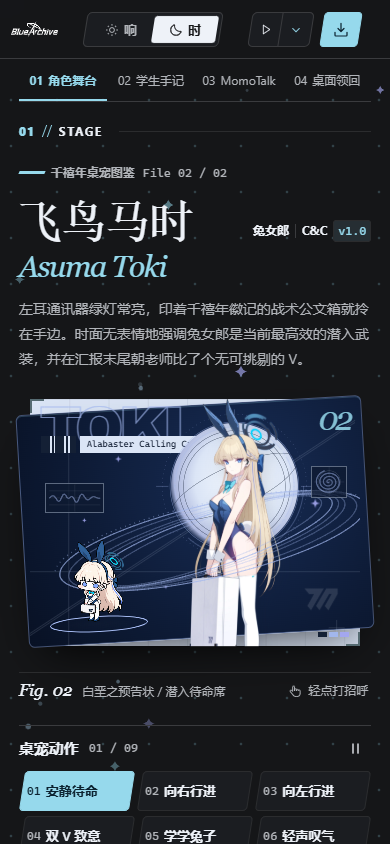 BlueArchive
响 时
01 角色舞台 02 学生手记 03 MomoTalk 04 桌面领回
01 // STAGE
千禧年桌宠图鉴 File 02 / 02
飞鸟马时
兔女郎 C&C v1.0
Asuma Toki
左耳通讯器绿灯常亮，印着千禧年徽记的战术公文箱就拎
在手边。时面无表情地强调兔女郎是当前最高效的潜入武
装，并在汇报末尾朝老师比了个无可挑剔的 V。
TOKI
02
Alabaster Calling C
Fig. 02 白垩之预告状 / 潜入待命席 轻点打招呼
桌宠动作 01 / 09
01 安静待命 02 向右行进 03 向左行进
04 双 V 致意 05 学学兔子 06 轻声叹气